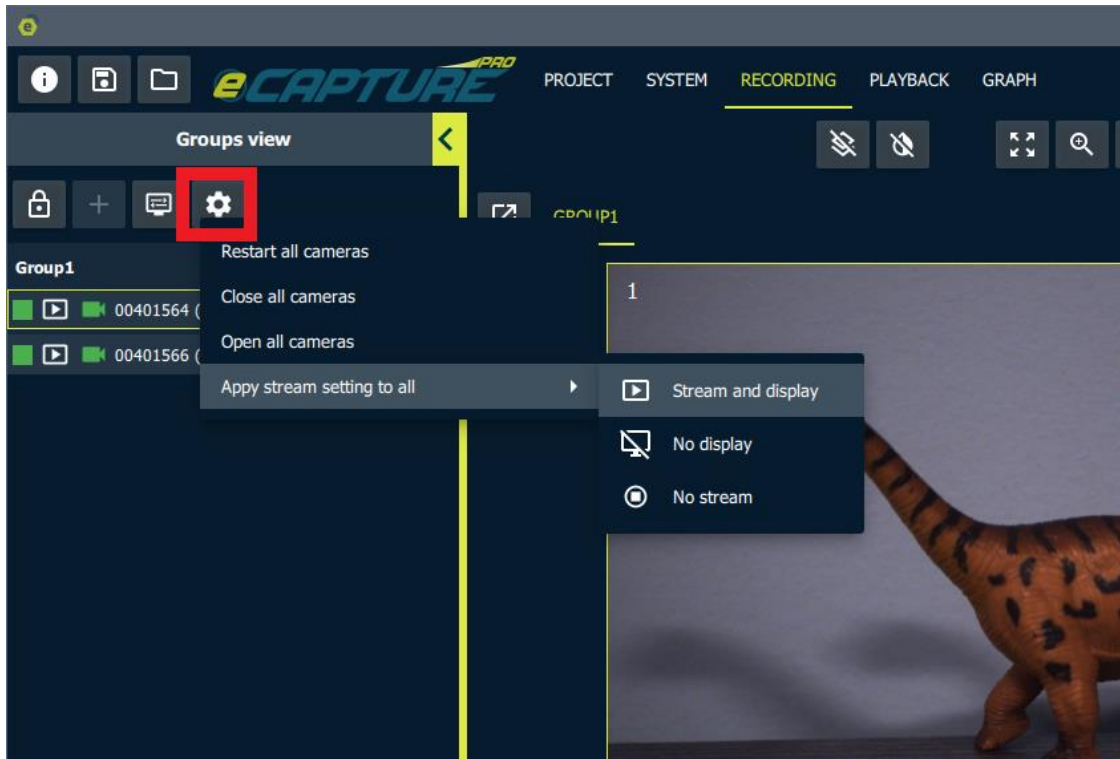 e
eCAPTURE PRO
PROJECT SYSTEM RECORDING PLAYBACK GRAPH
Groups view
GROUP1
Restart all cameras
Group1
1
00401564 (
Close all cameras
Open all cameras
00401566 (
Appy stream setting to all
Stream and display
No display
No stream